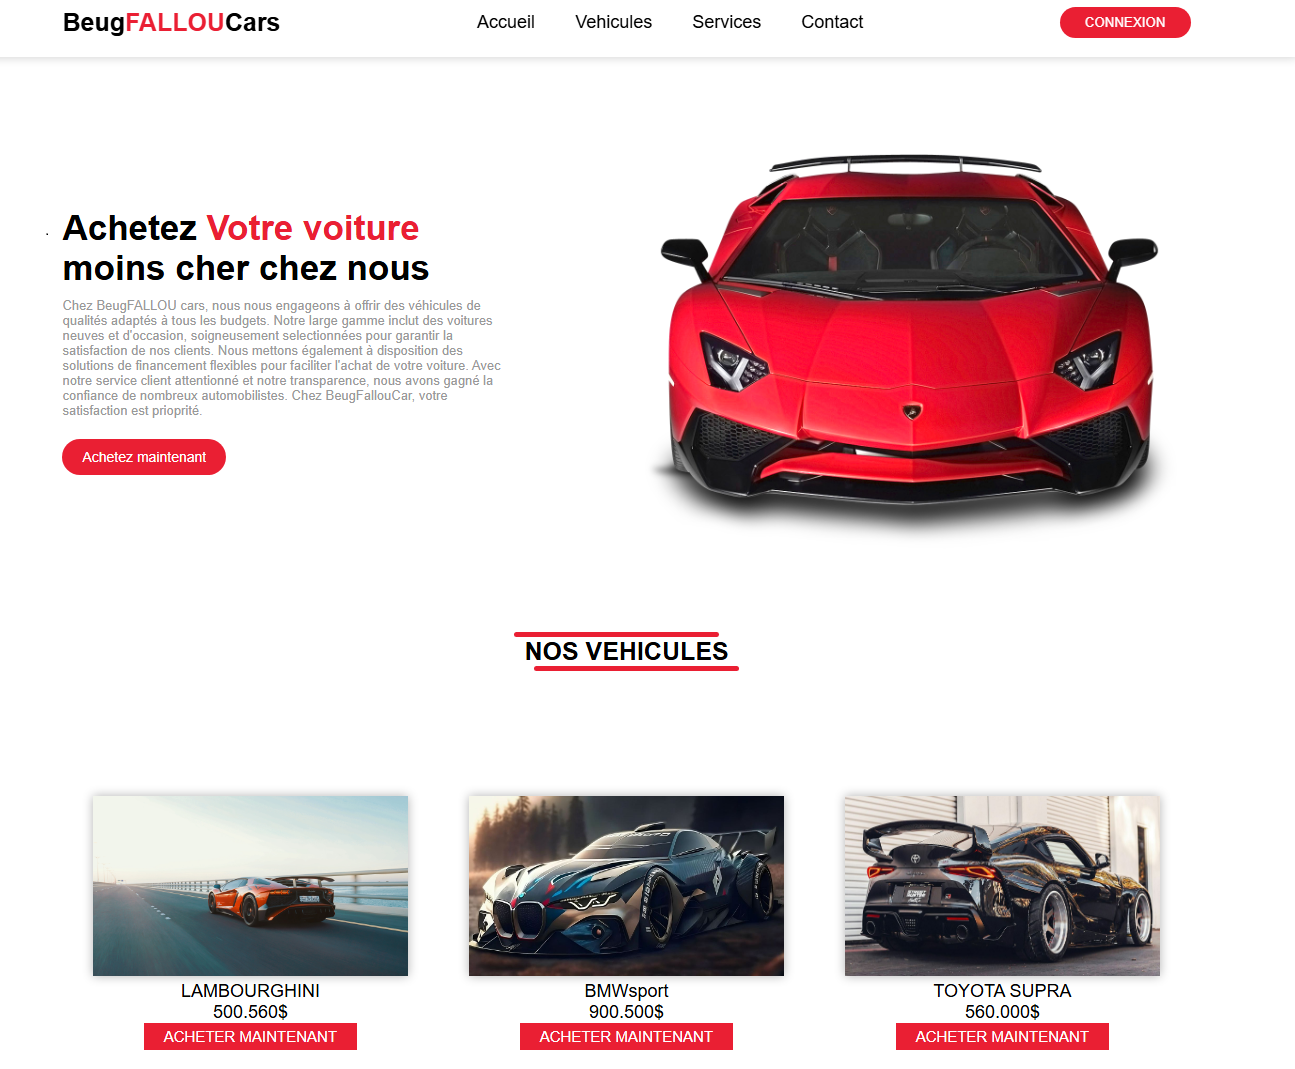 BeugFALLOUCars
Accueil Vehicules Services Contact
CONNEXION
Achetez Votre voiture
moins cher chez nous
Chez BeugFALLOU cars, nous nous engageons à offrir des véhicules de
qualités adaptés à tous les budgets. Notre large gamme inclut des voitures
neuves et d'occasion, soigneusement selectionnées pour garantir la
satisfaction de nos clients. Nous mettons également à disposition des
solutions de financement flexibles pour faciliter l'achat de votre voiture. Avec
notre service client attentionné et notre transparence, nous avons gagné la
confiance de nombreux automobilistes. Chez BeugFallouCar, votre
satisfaction est prioprité.
Achetez maintenant
NOS VEHICULES
LAMBOURGHINI
500.560$
ACHETER MAINTENANT
BMWsport
900.500$
ACHETER MAINTENANT
TOYOTA SUPRA
560.000$
ACHETER MAINTENANT